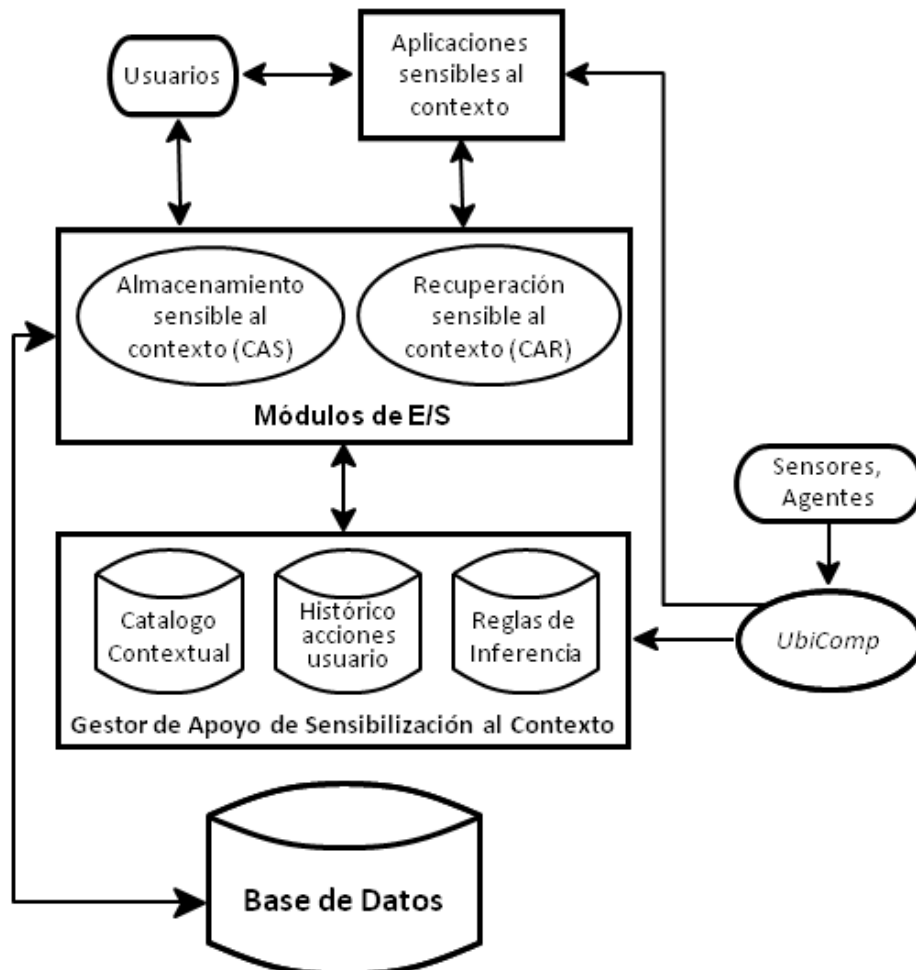 Usuarios
Aplicaciones
sensibles al
contexto
Almacenamiento
sensible al
contexto (CAS)
Recuperación
sensible al
contexto (CAR)
Módulos de E/S
Sensores,
Agentes
UbiComp
Catalogo
Contextual
Histórico
acciones
usuario
Reglas de
Inferencia
Gestor de Apoyo de Sensibilización al Contexto
Base de Datos